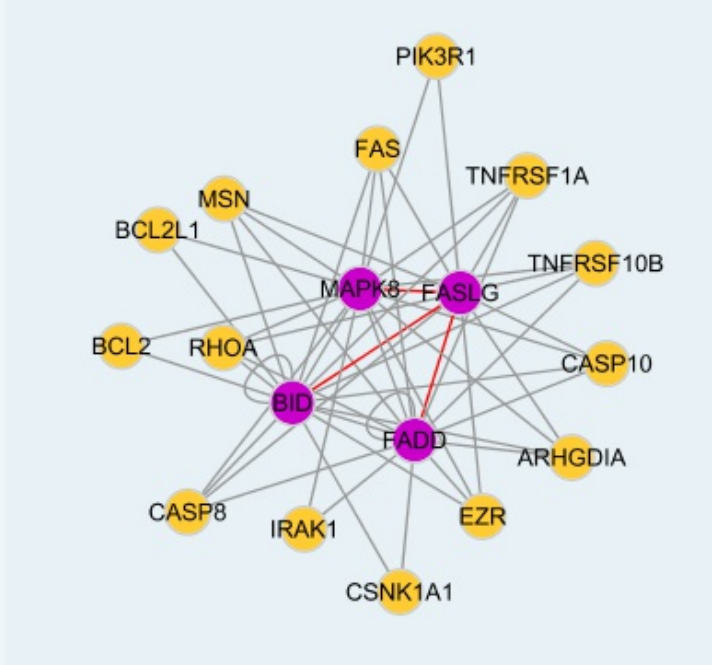 PIK3R1
FAS
TNFRSF1A
MSN
BCL2L1
TNFRSF10B
MAPK8
FASLG
BCL2
RHOA
CASP10
BID
FADD
ARHGDIA
CASP8
IRAK1
EZR
CSNK1A1